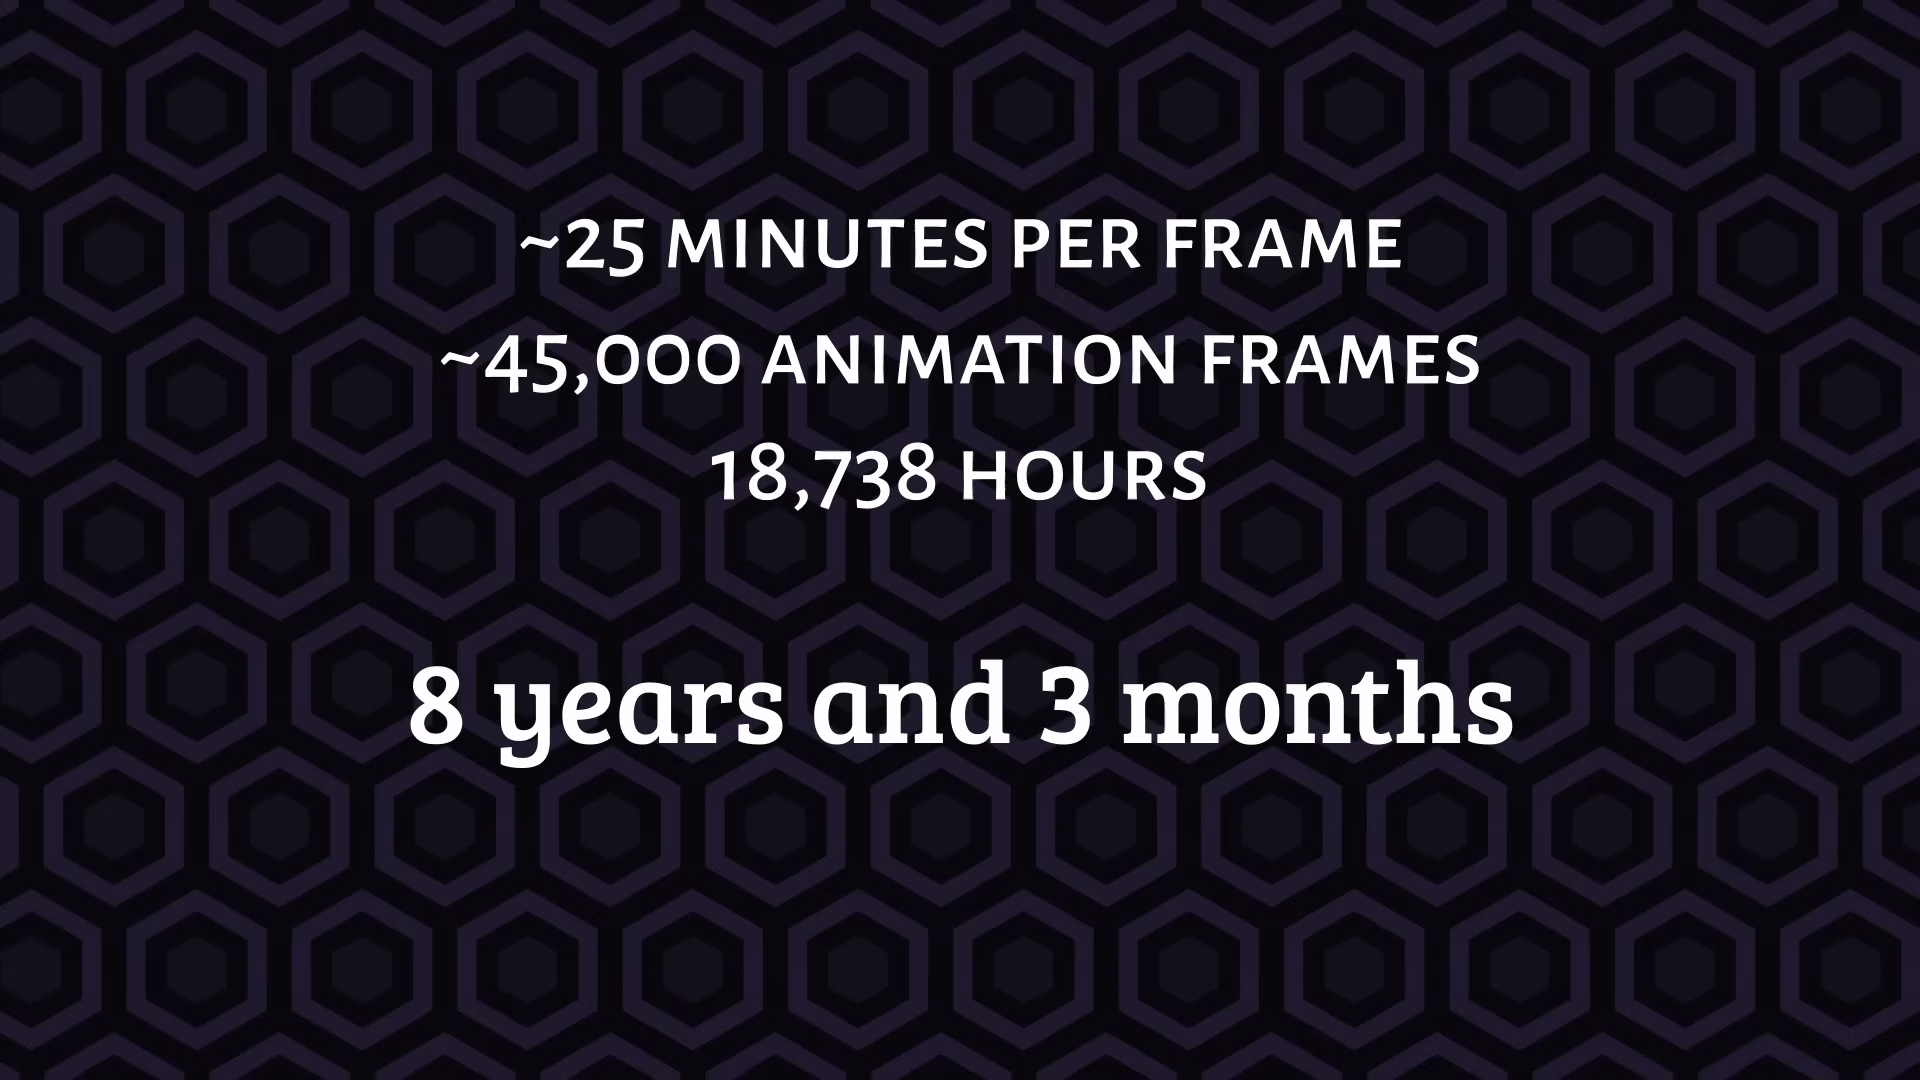 ~25 MINUTES PER FRAME
~45,000 ANIMATION FRAMES
18,738 HOURS
8 years and 3 months